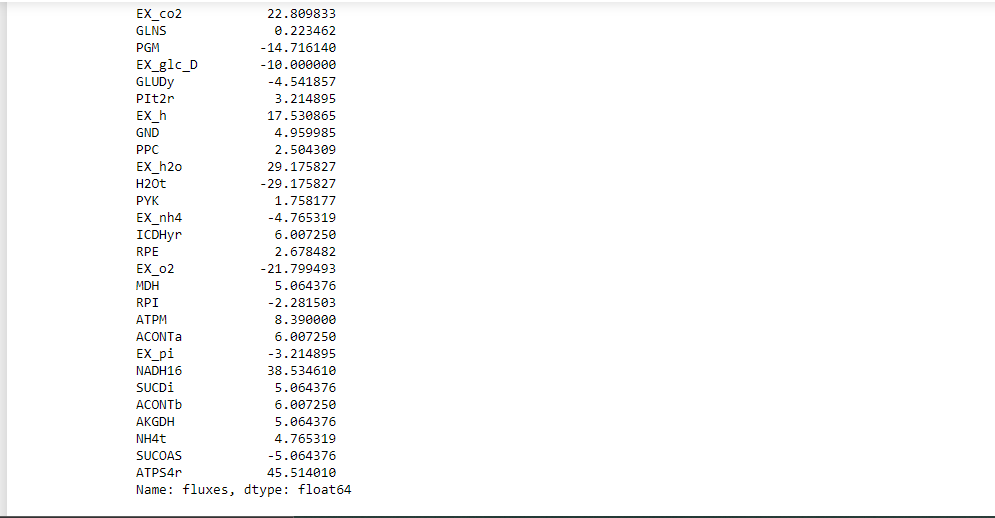 EX_co2 22.809833
GLNS 0.223462
PGM -14.716140
EX_glc_D -10.000000
GLUDy -4.541857
PIt2r 3.214895
EX_h 17.530865
GND 4.959985
PPC 2.504309
EX_h2o 29.175827
H2Ot -29.175827
PYK 1.758177
EX_nh4 -4.765319
ICDHyr 6.007250
RPE 2.678482
EX_o2 -21.799493
MDH 5.064376
RPI -2.281503
ATPM 8.390000
ACONTa 6.007250
EX_pi -3.214895
NADH16 38.534610
SUCDi 5.064376
ACONTb 6.007250
AKGDH 5.064376
NH4t 4.765319
SUCOAS -5.064376
ATPS4r 45.514010
Name: fluxes, dtype: float64